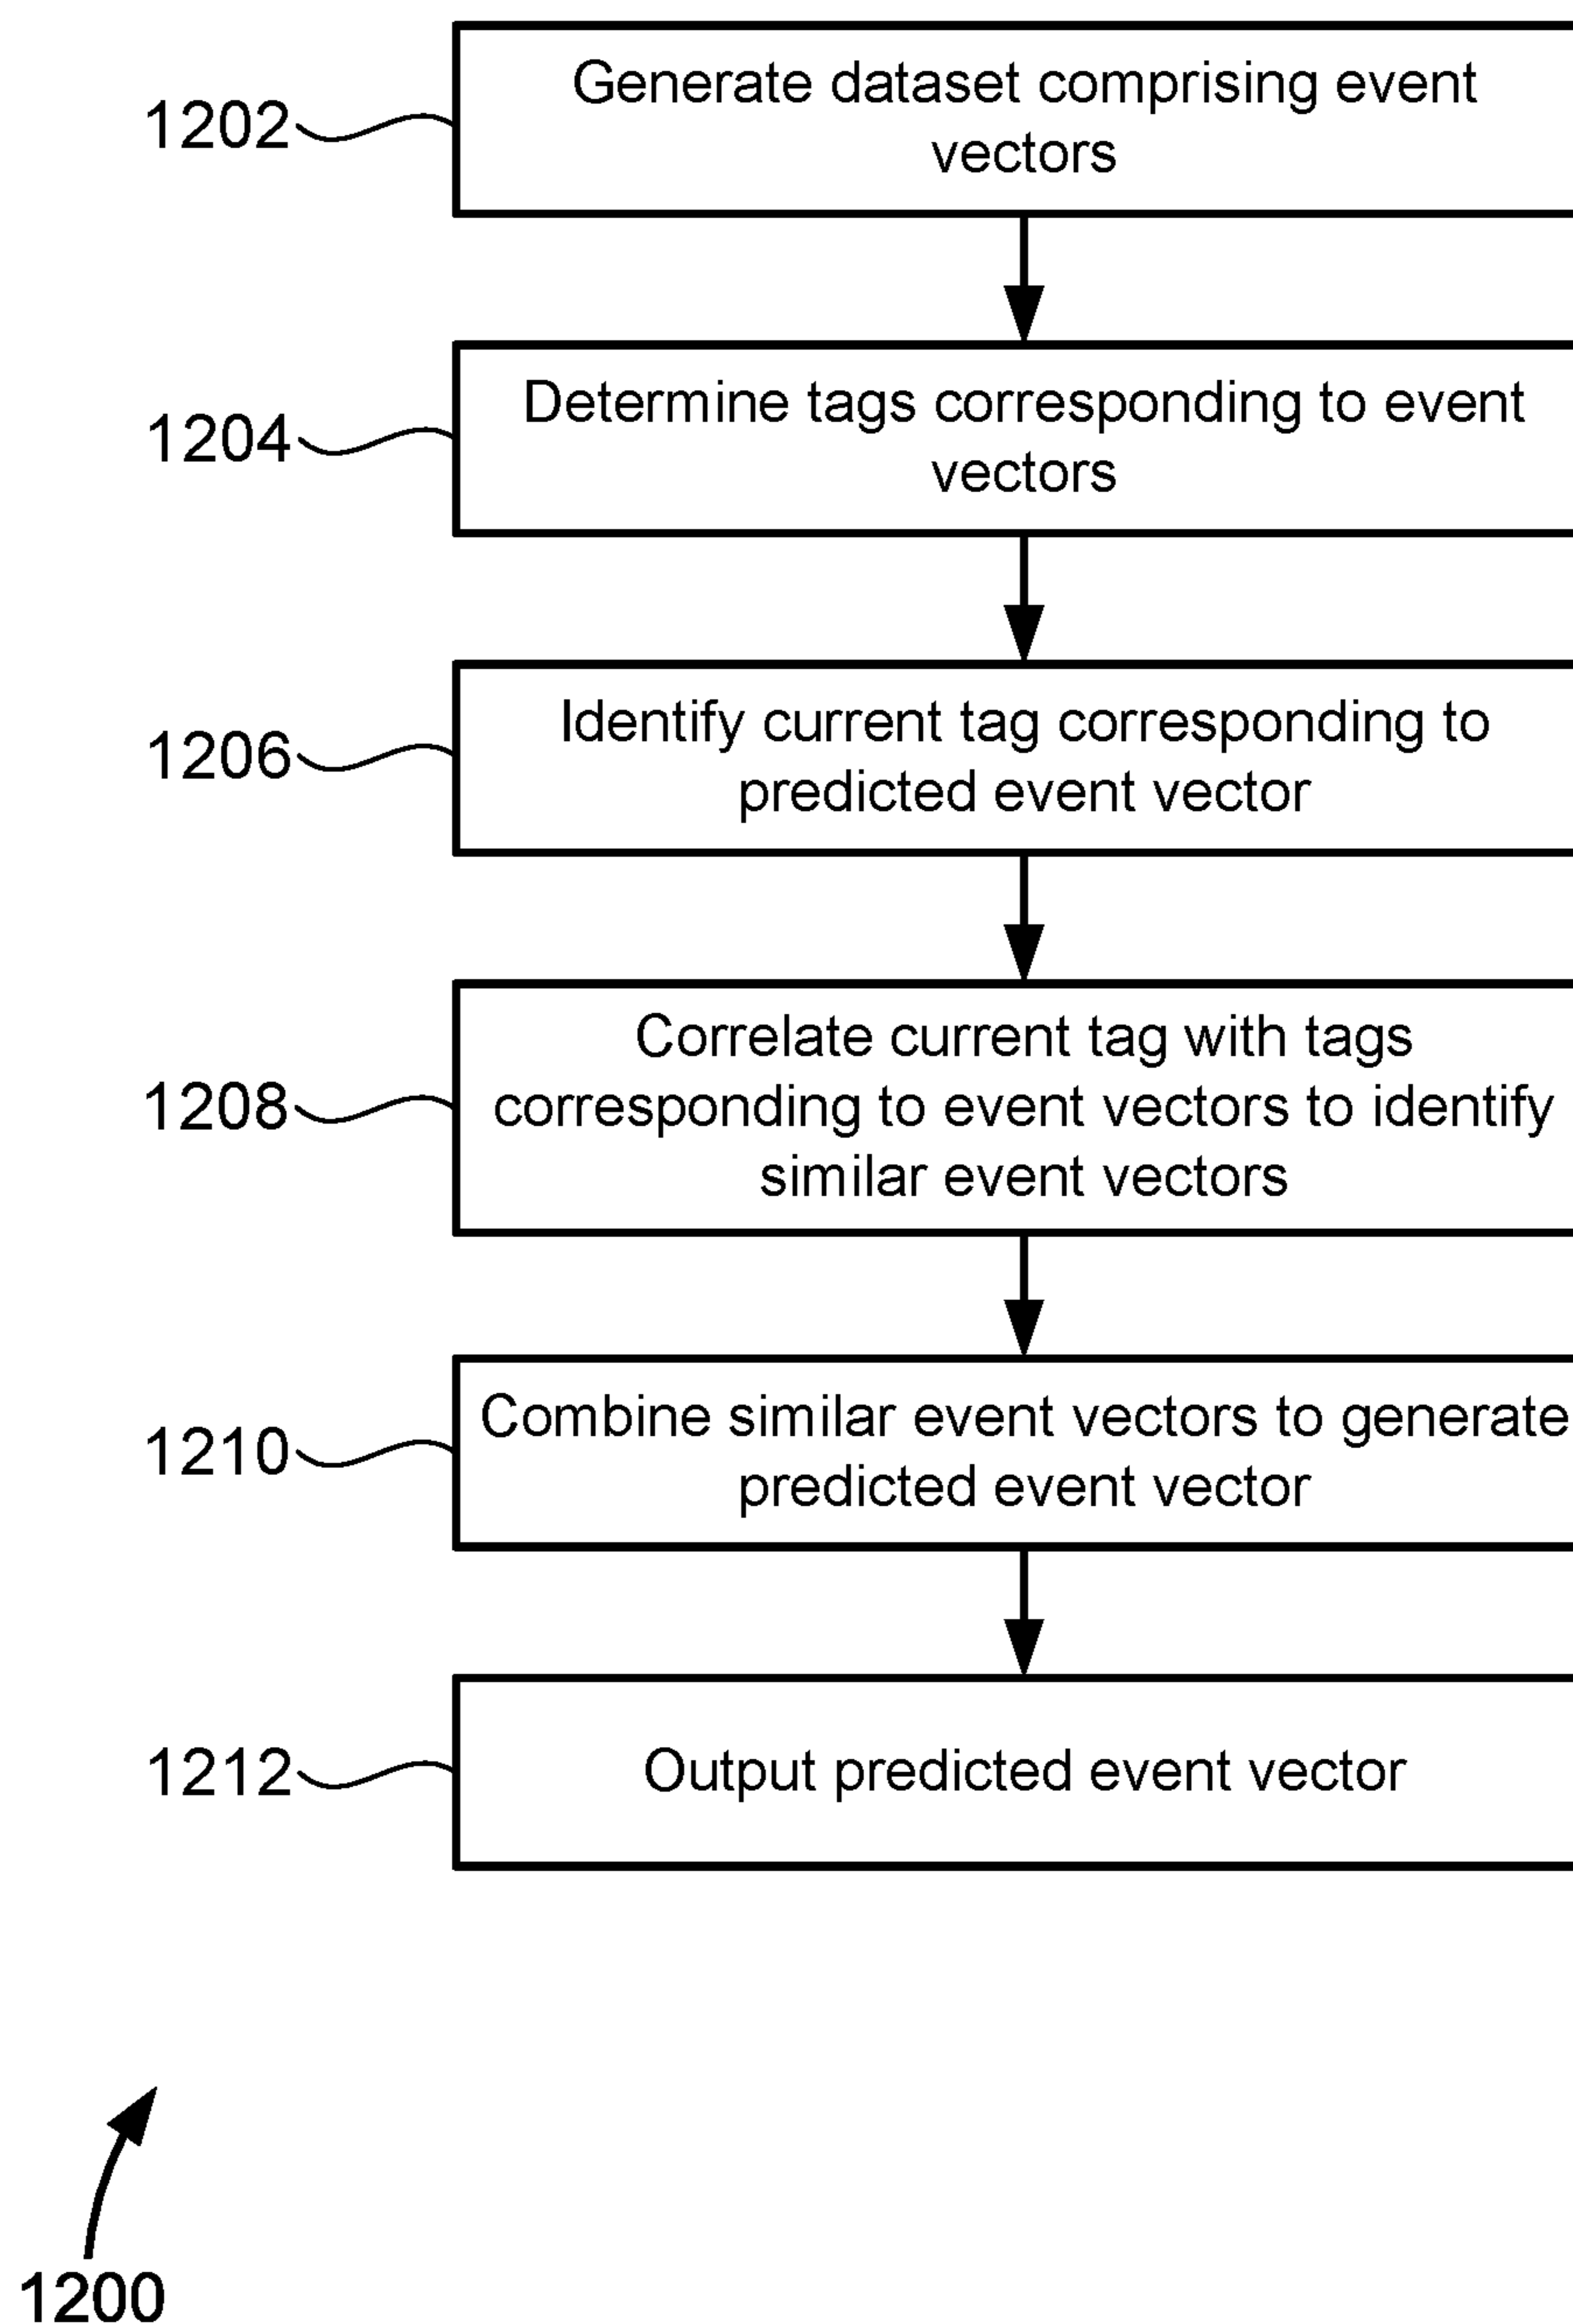 Generate dataset comprising event
vectors
1202
Determine tags corresponding to event
vectors
1204
Identify current tag corresponding to
predicted event vector
1206
Correlate current tag with tags
corresponding to event vectors to identify
similar event vectors
1208
Combine similar event vectors to generate
predicted event vector
1210
Output predicted event vector
1212
1200